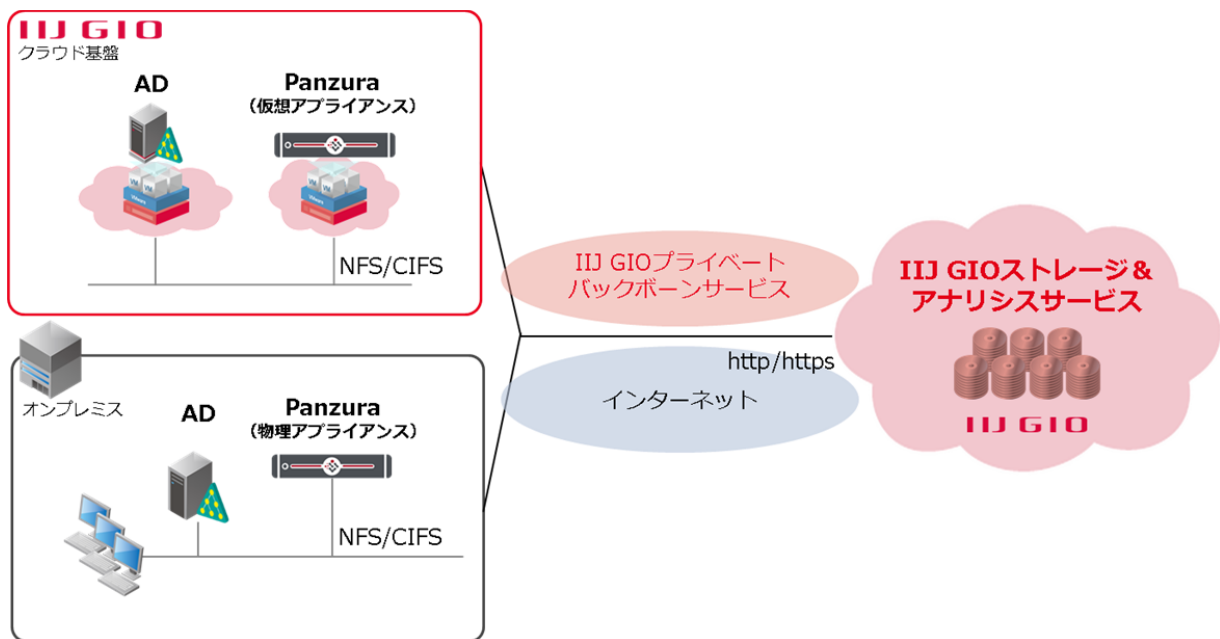 IIJ GIO
クラウド基盤
AD
Panzura
（仮想アプライアンス）
NFS/CIFS
オンプレミス
AD
Panzura
（物理アプライアンス）
NFS/CIFS
IIJ GIOプライベート
バックボーンサービス
http/https
インターネット
IIJ GIOストレージ＆
アナリシスサービス
IIJ GIO